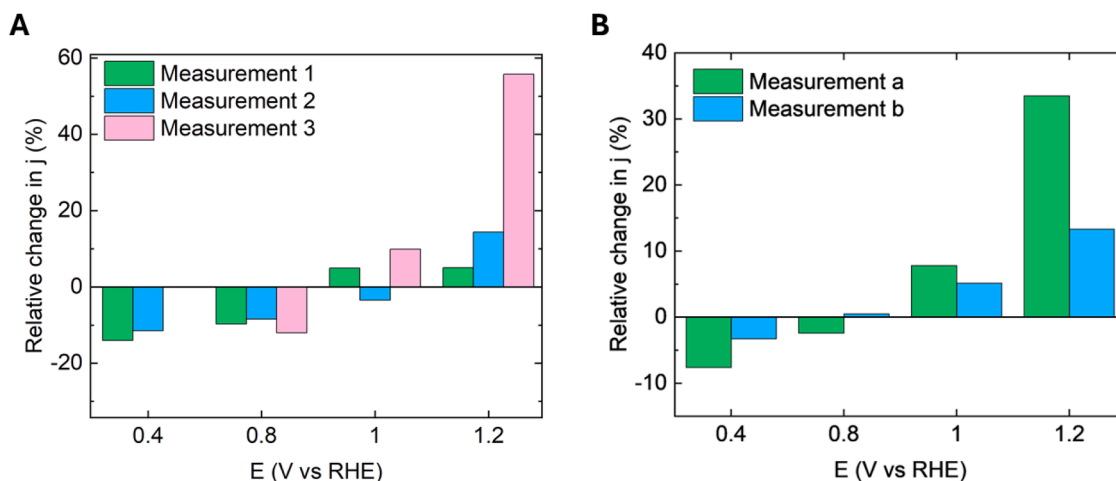 A
Relative change in j (%)
60
40
20
0
-20
Measurement 1
Measurement 2
Measurement 3
0.4 0.8 1 1.2
E (V vs RHE)
B
Relative change in j (%)
40
30
20
10
0
-10
Measurement a
Measurement b
0.4 0.8 1 1.2
E (V vs RHE)